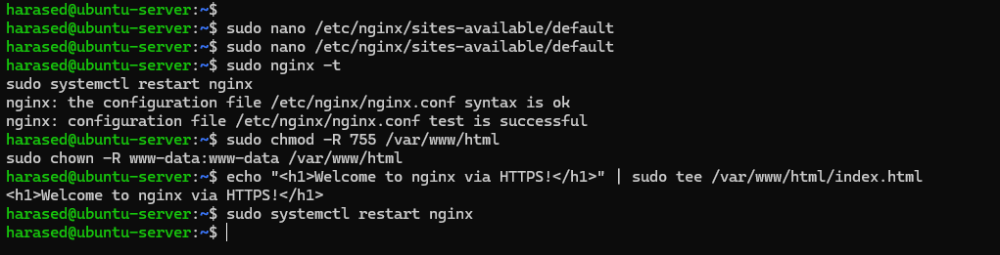 harased@ubuntu-server:~$
harased@ubuntu-server:~$ sudo nano /etc/nginx/sites-available/default
harased@ubuntu-server:~$ sudo nano /etc/nginx/sites-available/default
harased@ubuntu-server:~$ sudo nginx -t
sudo systemctl restart nginx
nginx: the configuration file /etc/nginx/nginx.conf syntax is ok
nginx: configuration file /etc/nginx/nginx.conf test is successful
harased@ubuntu-server:~$ sudo chmod -R 755 /var/www/html
sudo chown -R www-data:www-data /var/www/html
harased@ubuntu-server:~$ echo "<h1>Welcome to nginx via HTTPS!</h1>" | sudo tee /var/www/html/index.html
<h1>Welcome to nginx via HTTPS!</h1>
harased@ubuntu-server:~$ sudo systemctl restart nginx
harased@ubuntu-server:~$